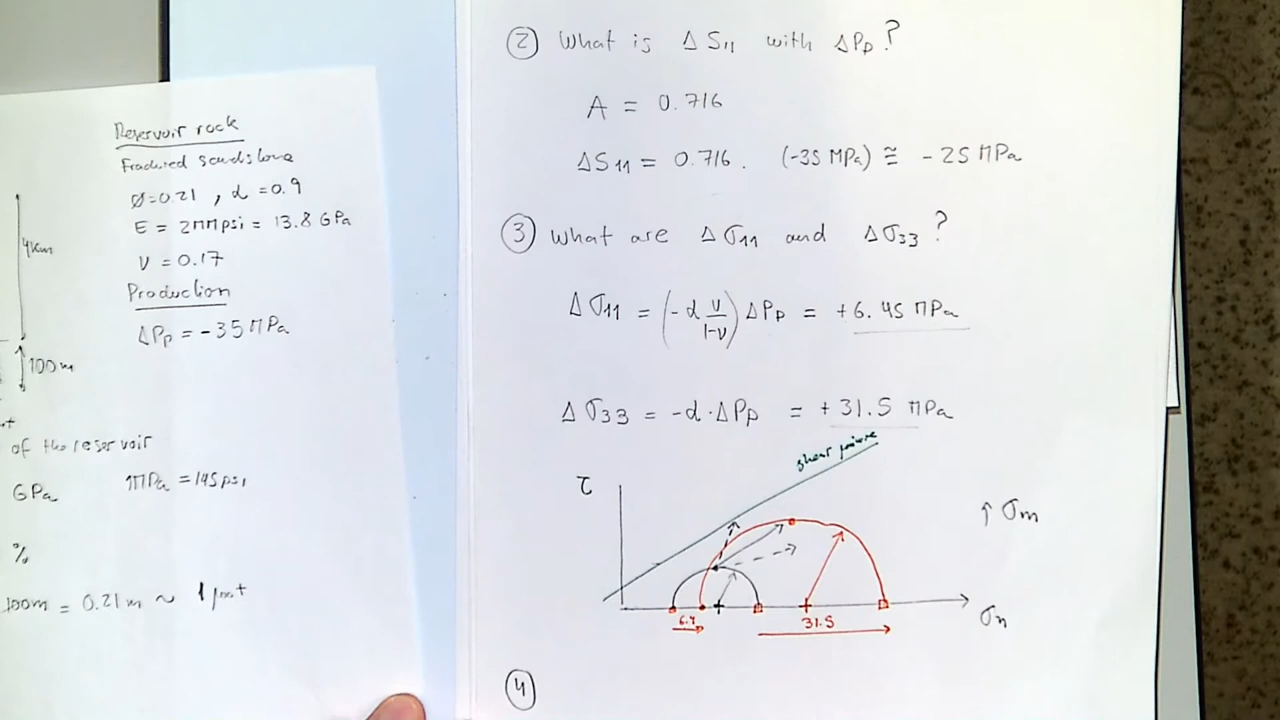 Reservoir rock
Fractured sandstone
Ø=0.21 , α = 0.9
E = 2MMpsi = 13.8 GPa
ν = 0.17
Production
ΔPp = -35 MPa
4km
100m
of the reservoir
GPa 1MPa = 145psi
%
100m = 0.21m ~ 1
② What is ΔS11 with ΔPp?
A = 0.716
ΔS11 = 0.716 . (-35 MPa) ≅ -25 MPa
③ What are Δσ11 and Δσ33?
Δσ11 = (-α ν/1-ν) ΔPp = +6.45 MPa
Δσ33 = -α·ΔPp = +31.5 MPa
shear failure
τ
↑ σm
σn
6.4
31.5
④